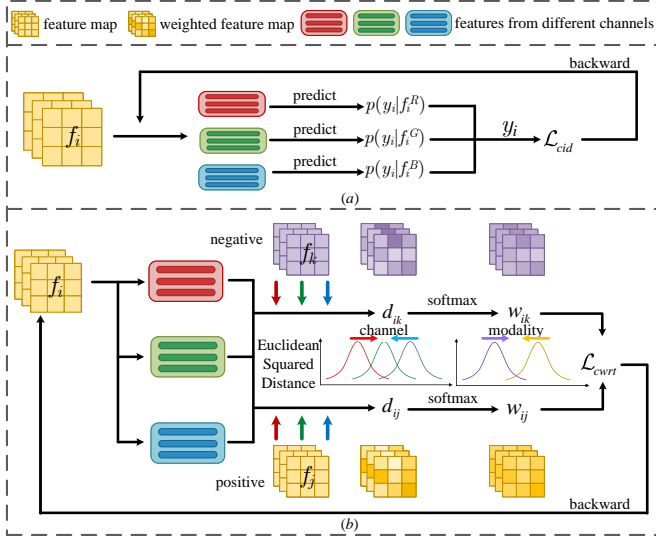 feature map weighted feature map features from different channels
backward
f_i
predict p(y_i|f_i^R)
predict p(y_i|f_i^G) y_i ℒ_cid
predict p(y_i|f_i^B)
(a)
negative f_k
f_i
d_ik softmax w_ik
channel modality
Euclidean
Squared
Distance
ℒ_cwrt
d_ij softmax w_ij
positive f_j
backward
(b)